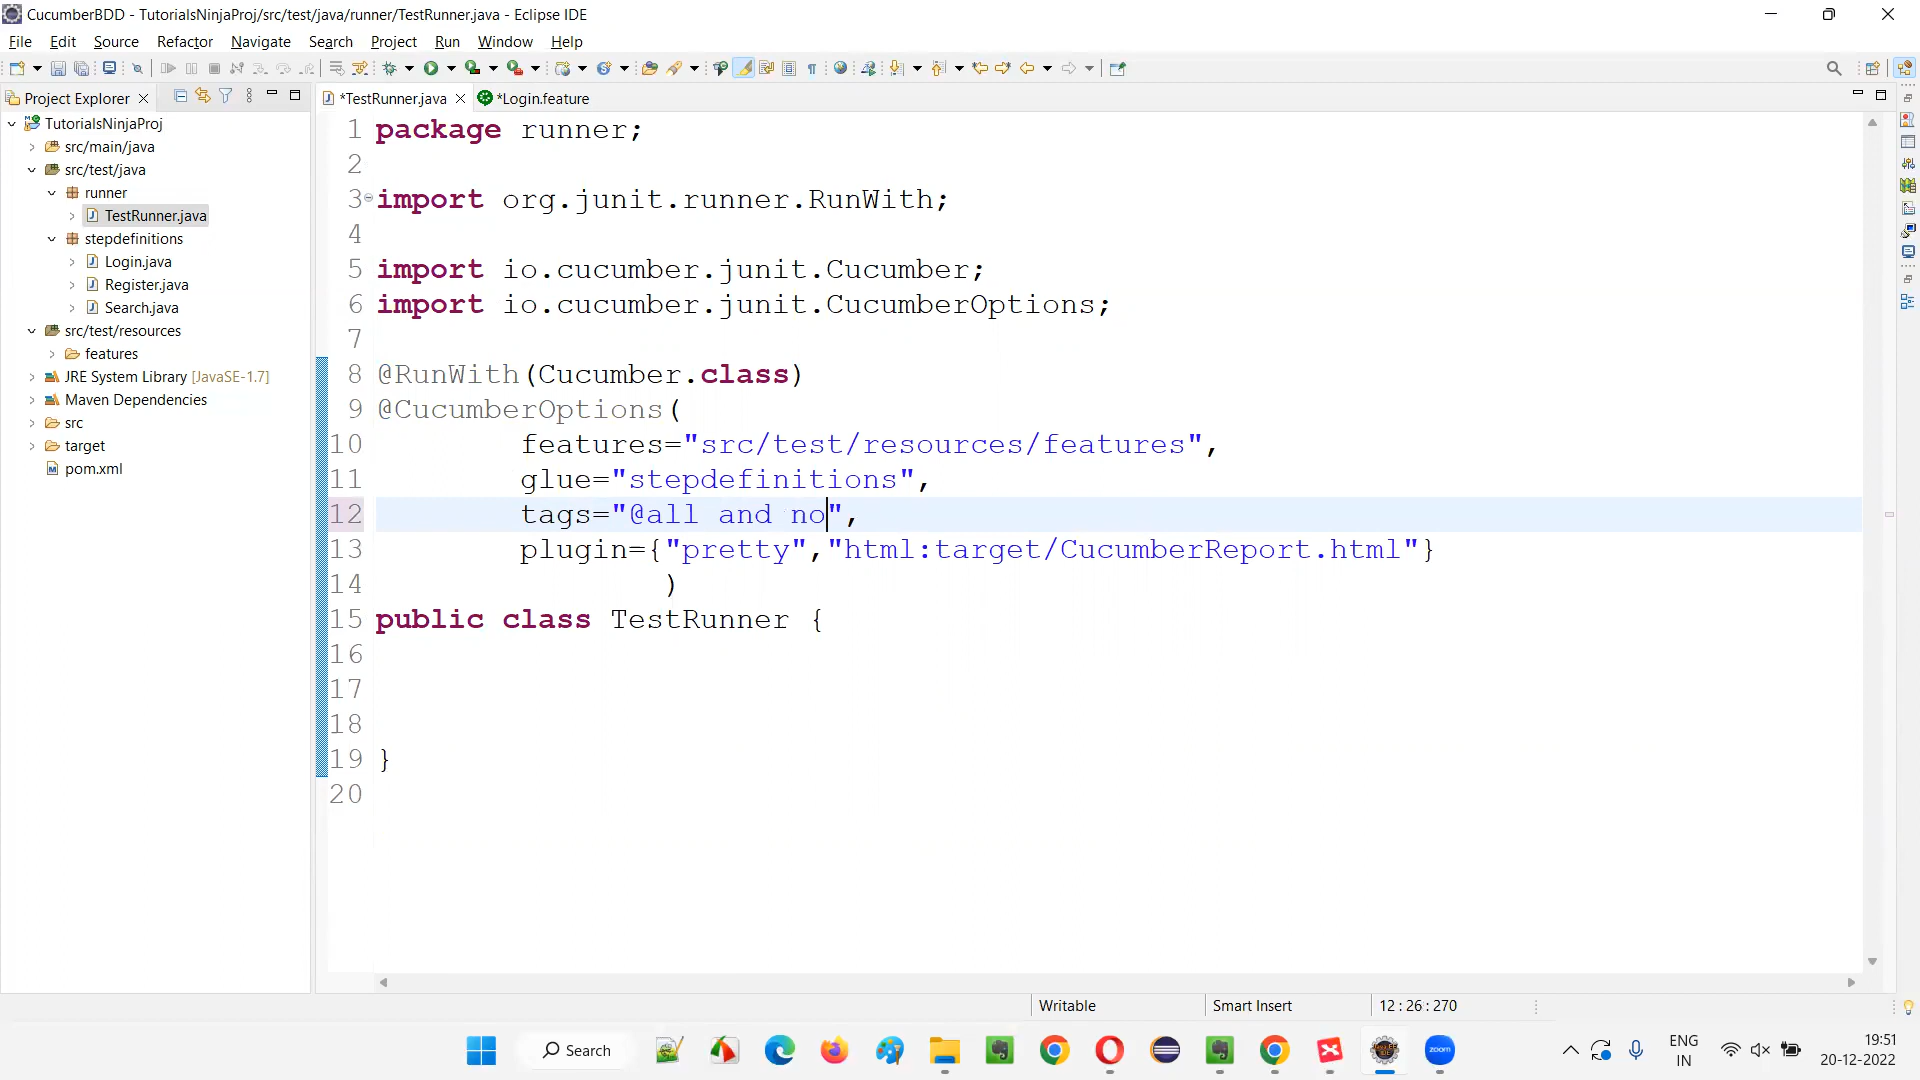 CucumberBDD - TutorialsNinjaProj/src/test/java/runner/TestRunner.java - Eclipse IDE
File Edit Source Refactor Navigate Search Project Run Window Help
Project Explorer
*TestRunner.java
*Login.feature
TutorialsNinjaProj
src/main/java
src/test/java
runner
TestRunner.java
stepdefinitions
Login.java
Register.java
Search.java
src/test/resources
features
JRE System Library [JavaSE-1.7]
Maven Dependencies
src
target
pom.xml
1 package runner;
2
3 import org.junit.runner.RunWith;
4
5 import io.cucumber.junit.Cucumber;
6 import io.cucumber.junit.CucumberOptions;
7
8 @RunWith(Cucumber.class)
9 @CucumberOptions(
10 features="src/test/resources/features",
11 glue="stepdefinitions",
12 tags="@all and no",
13 plugin={"pretty","html:target/CucumberReport.html"}
14 )
15 public class TestRunner {
16
17
18
19 }
20
Writable Smart Insert 12 : 26 : 270
Search
zoom
ENG
IN
19:51
20-12-2022